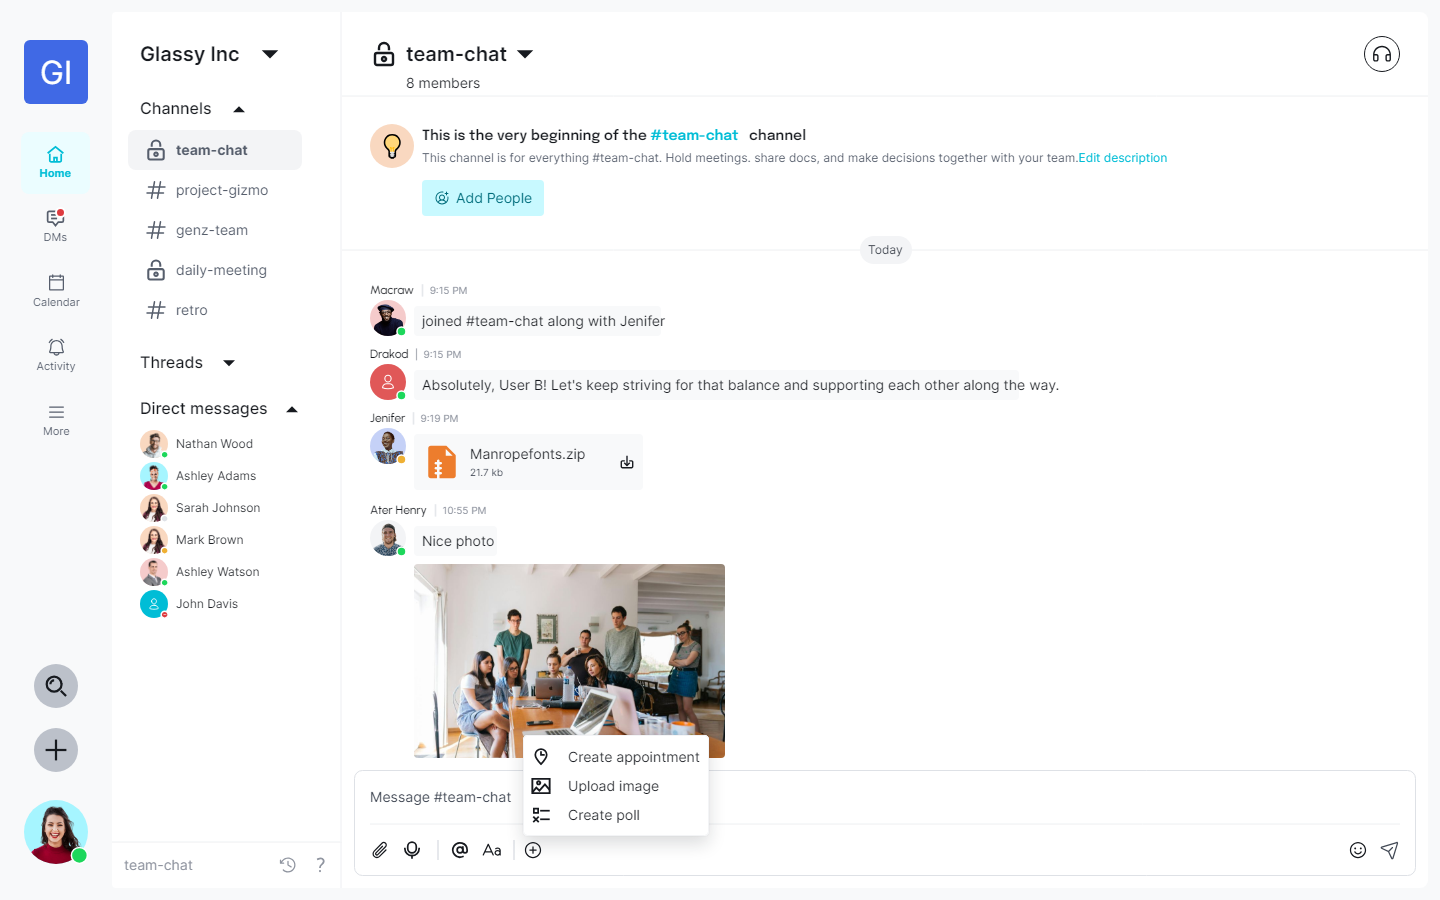 GI
Home
DMs
Calendar
Activity
More
Glassy Inc
Channels
team-chat
project-gizmo
genz-team
daily-meeting
retro
Threads
Direct messages
Nathan Wood
Ashley Adams
Sarah Johnson
Mark Brown
Ashley Watson
John Davis
team-chat
?
team-chat
8 members
This is the very beginning of the #team-chat channel
This channel is for everything #team-chat. Hold meetings. share docs, and make decisions together with your team.Edit description
Add People
Today
Macraw | 9:15 PM
joined #team-chat along with Jenifer
Drakod | 9:15 PM
Absolutely, User B! Let's keep striving for that balance and supporting each other along the way.
Jenifer | 9:19 PM
Manropefonts.zip
21.7 kb
Ater Henry | 10:55 PM
Nice photo
Create appointment
Upload image
Create poll
Message #team-chat
@ Aa